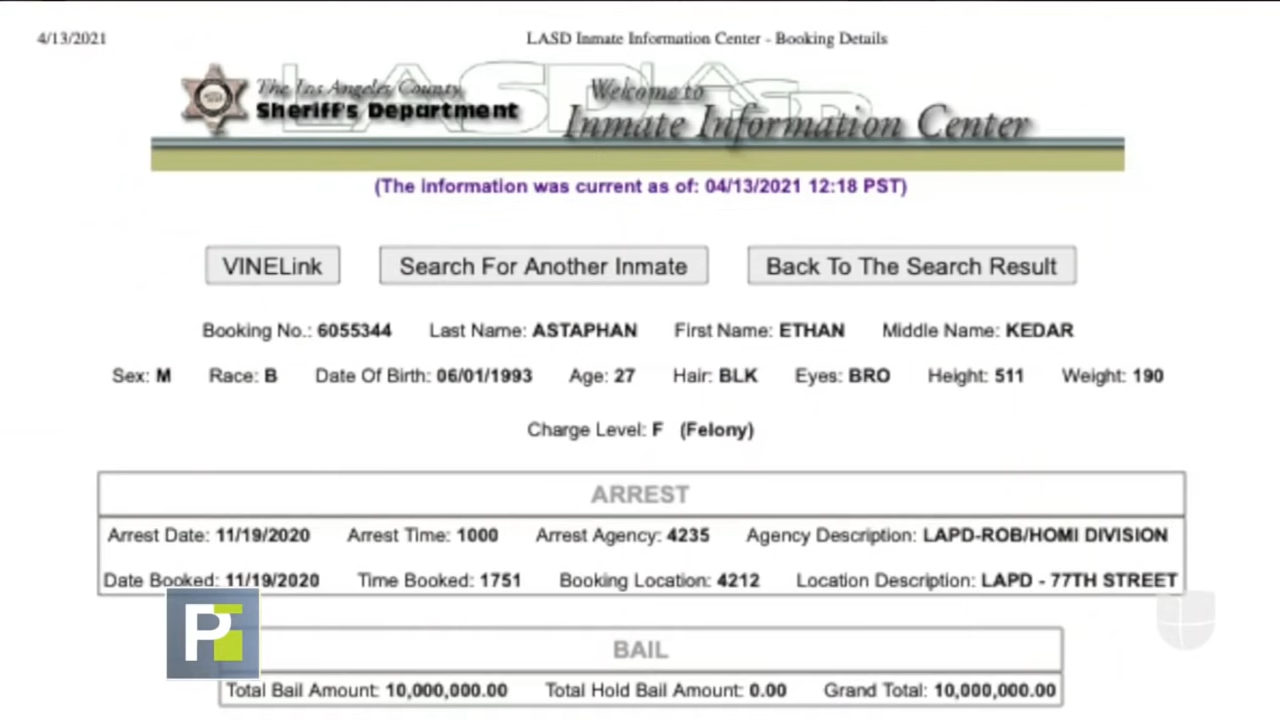 4/13/2021 LASD Inmate Information Center - Booking Details
LASD LASD
The Los Angeles County Welcome to
Sheriff's Department Inmate Information Center
(The information was current as of: 04/13/2021 12:18 PST)
VINELink Search For Another Inmate Back To The Search Result
Booking No.: 6055344 Last Name: ASTAPHAN First Name: ETHAN Middle Name: KEDAR
Sex: M Race: B Date Of Birth: 06/01/1993 Age: 27 Hair: BLK Eyes: BRO Height: 511 Weight: 190
Charge Level: F (Felony)
ARREST
Arrest Date: 11/19/2020 Arrest Time: 1000 Arrest Agency: 4235 Agency Description: LAPD-ROB/HOMI DIVISION
Date Booked: 11/19/2020 Time Booked: 1751 Booking Location: 4212 Location Description: LAPD - 77TH STREET
P
BAIL
Total Bail Amount: 10,000,000.00 Total Hold Bail Amount: 0.00 Grand Total: 10,000,000.00